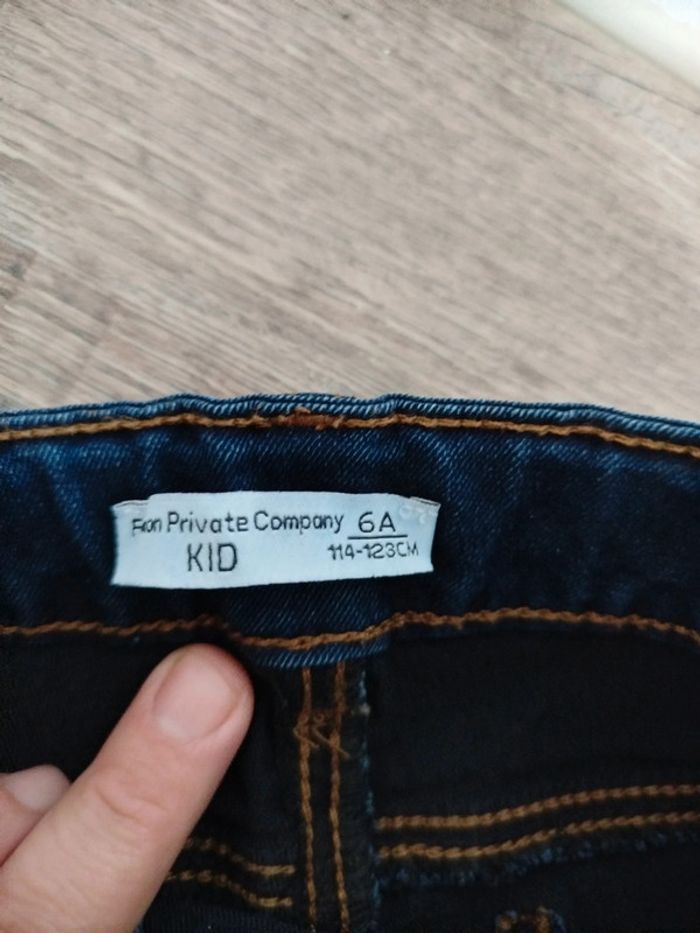 Private Company 6A
KID 114-123CM